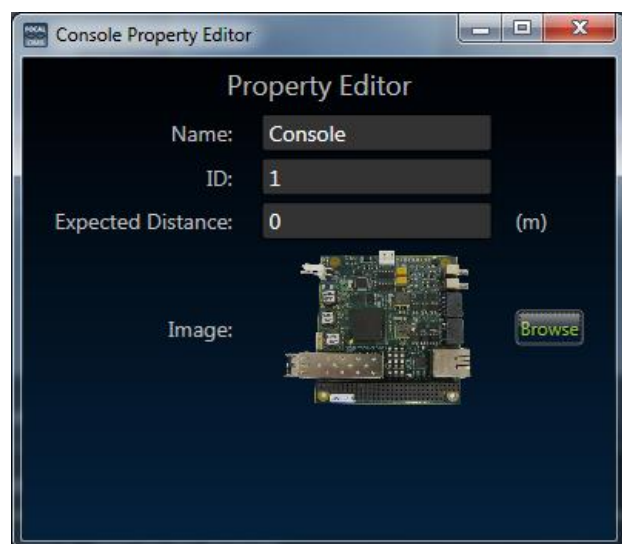 Console Property Editor
Property Editor
Name: Console
ID: 1
Expected Distance: 0 (m)
Image: Browse